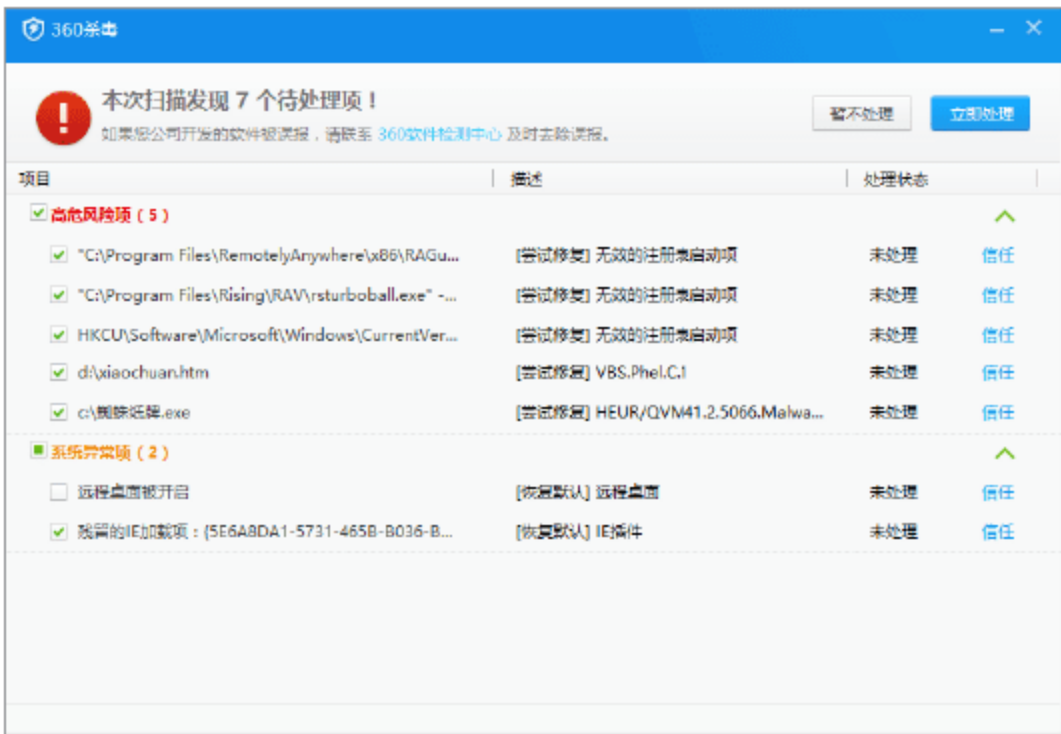 360杀毒
本次扫描发现 7 个待处理项！
如果您公司开发的软件被误报，请联系 360软件检测中心 及时去除误报。
暂不处理
立即处理
项目 描述 处理状态
高危风险项（5）
"C:\Program Files\RemotelyAnywhere\x86\RAGu... [尝试修复] 无效的注册表启动项 未处理 信任
"C:\Program Files\Rising\RAV\rsturboball.exe" -... [尝试修复] 无效的注册表启动项 未处理 信任
HKCU\Software\Microsoft\Windows\CurrentVer... [尝试修复] 无效的注册表启动项 未处理 信任
d:\xiaochuan.htm [尝试修复] VBS.Phel.C.1 未处理 信任
c:\蜘蛛纸牌.exe [尝试修复] HEUR/QVM41.2.5066.Malwa... 未处理 信任
系统异常项（2）
远程桌面被开启 [恢复默认] 远程桌面 未处理 信任
残留的IE加载项：{5E6A8DA1-5731-465B-B036-B... [恢复默认] IE插件 未处理 信任